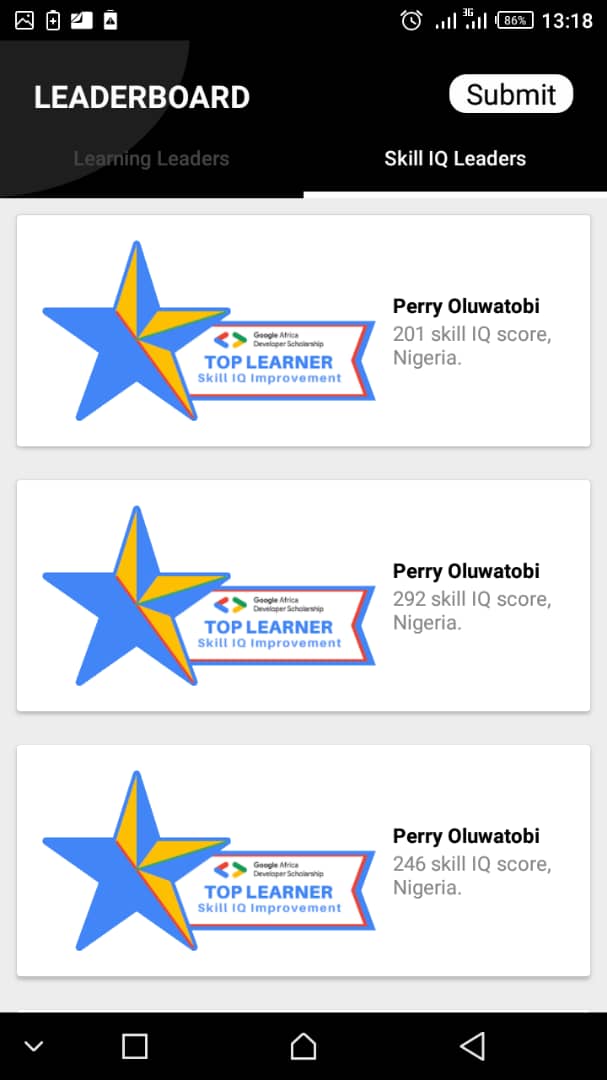 3G 86% 13:18
LEADERBOARD
Submit
Learning Leaders
Skill IQ Leaders
Google Africa
Developer Scholarship
TOP LEARNER
Skill IQ Improvement
Perry Oluwatobi
201 skill IQ score,
Nigeria.
Google Africa
Developer Scholarship
TOP LEARNER
Skill IQ Improvement
Perry Oluwatobi
292 skill IQ score,
Nigeria.
Google Africa
Developer Scholarship
TOP LEARNER
Skill IQ Improvement
Perry Oluwatobi
246 skill IQ score,
Nigeria.